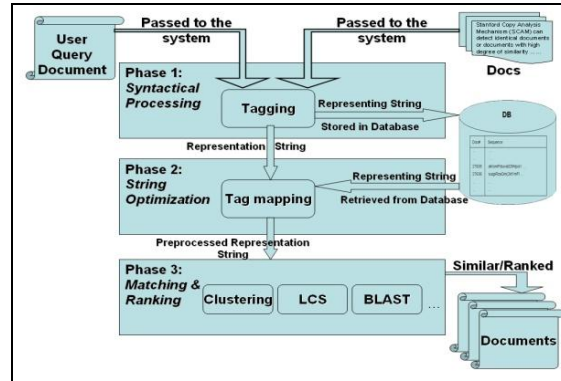 User
Query
Document
Passed to the
system
Passed to the
system
Stanford Copy Analysis
Mechanism (SCAM) can
detect identical documents
or documents with high
degree of similarity
Docs
Phase 1:
Syntactical
Processing
Tagging
Representing String
Stored in Database
DB
Sequence
Representation String
Phase 2:
String
Optimization
Tag mapping
Representing String
Retrieved from Database
Preprocessed Representation
String
Phase 3:
Matching &
Ranking
Clustering
LCS
BLAST
...
Similar/Ranked
Documents